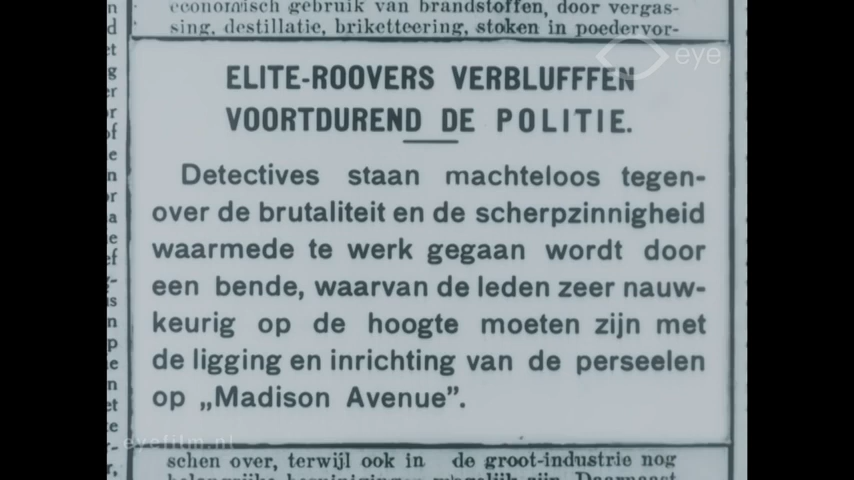 economisch gebruik van brandstoffen, door vergas-
sing, destillatie, briketteering, stoken in poedervor-
eye
ELITE-ROOVERS VERBLUFFFEN
VOORTDUREND DE POLITIE.
Detectives staan machteloos tegen-
over de brutaliteit en de scherpzinnigheid
waarmede te werk gegaan wordt door
een bende, waarvan de leden zeer nauw-
keurig op de hoogte moeten zijn met
de ligging en inrichting van de perseelen
op „Madison Avenue”.
eyefilm.nl
schen over, terwijl ook in de groot-industrie nog